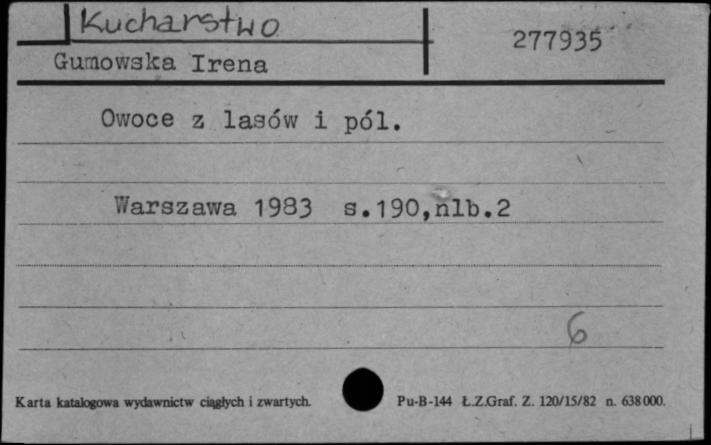 Kucharstwo
277935
Gumowska Irena
Owoce z lasów i pól.
Warszawa 1983 s.190,nlb.2
6
Karta katalogowa wydawnictw ciągłych i zwartych.
Pu-B-144 Ł.Z.Graf. Z. 120/15/82 n. 638000.